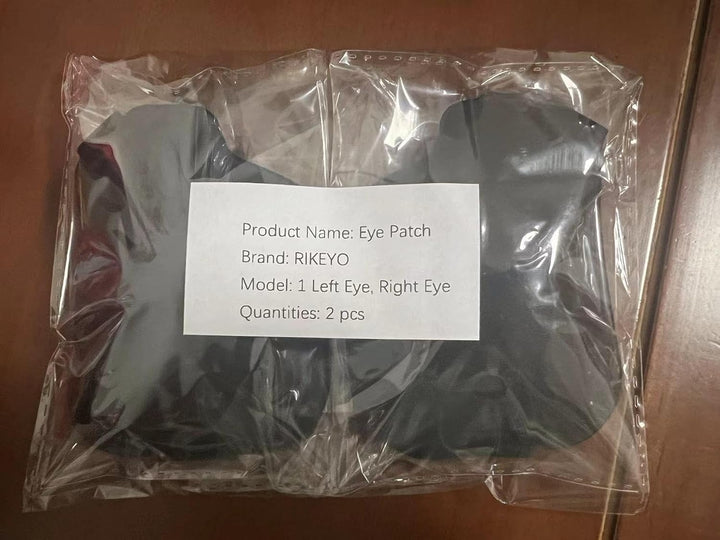 Product Name: Eye Patch
Brand: RIKEYO
Model: 1 Left Eye, Right Eye
Quantities: 2 pcs